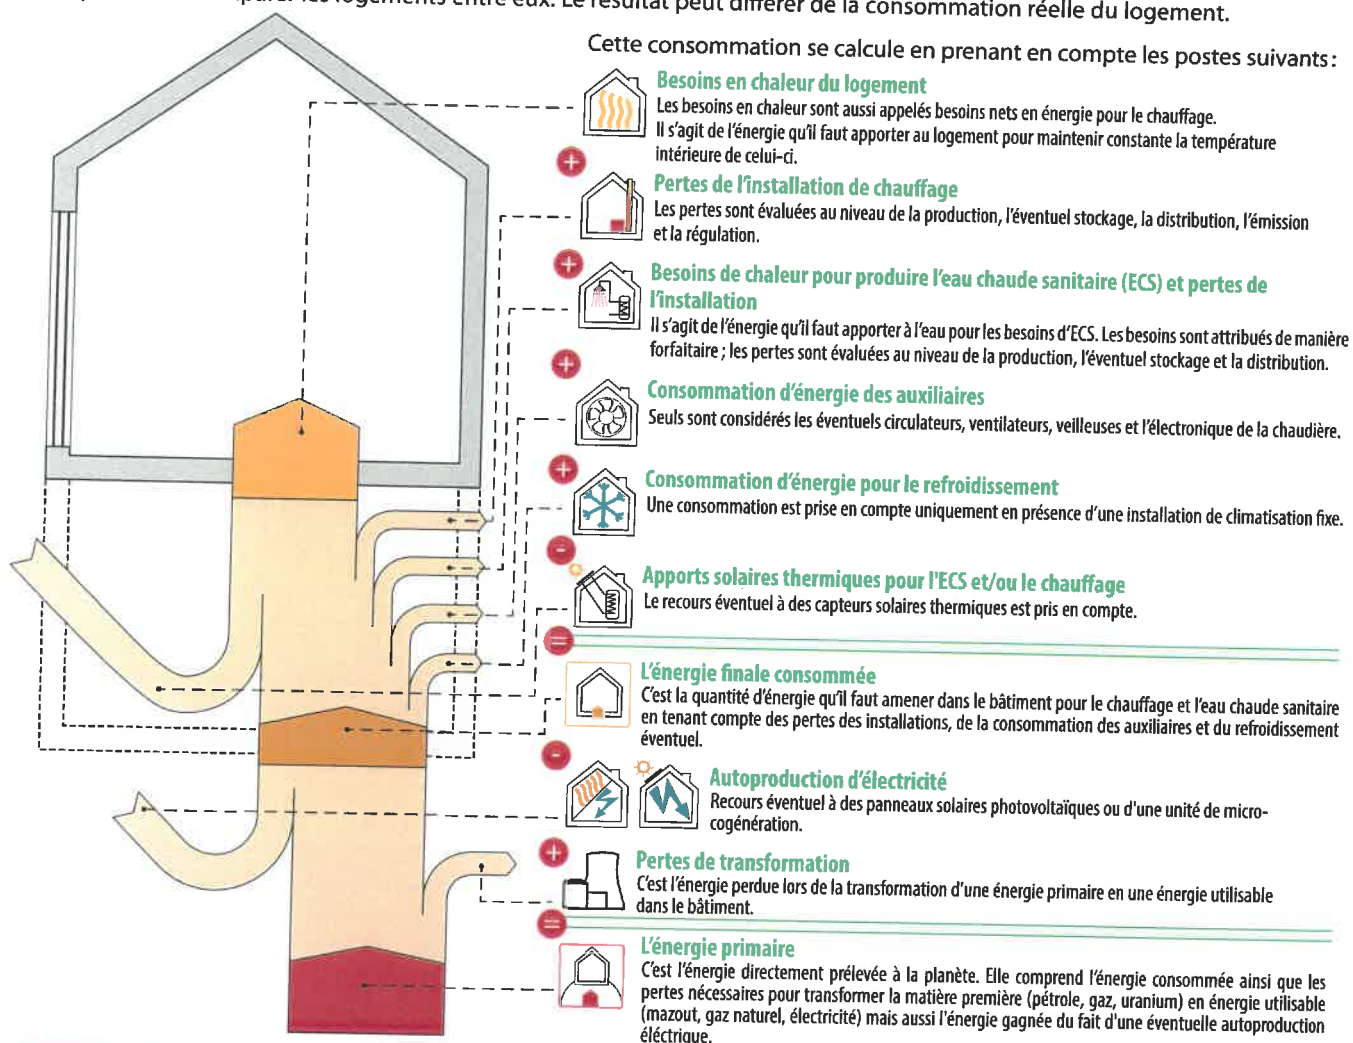 les logements entre eux. Le résultat peut différer de la consommation réelle du logement.
Cette consommation se calcule en prenant en compte les postes suivants :
Besoins en chaleur du logement
Les besoins en chaleur sont aussi appelés besoins nets en énergie pour le chauffage.
Il s'agit de l'énergie qu'il faut apporter au logement pour maintenir constante la température
intérieure de celui-ci.
+
Pertes de l'installation de chauffage
Les pertes sont évaluées au niveau de la production, l'éventuel stockage, la distribution, l'émission
et la régulation.
+
Besoins de chaleur pour produire l'eau chaude sanitaire (ECS) et pertes de
l'installation
Il s'agit de l'énergie qu'il faut apporter à l'eau pour les besoins d'ECS. Les besoins sont attribués de manière
forfaitaire ; les pertes sont évaluées au niveau de la production, l'éventuel stockage et la distribution.
+
Consommation d'énergie des auxiliaires
Seuls sont considérés les éventuels circulateurs, ventilateurs, veilleuses et l'électronique de la chaudière.
+
Consommation d'énergie pour le refroidissement
Une consommation est prise en compte uniquement en présence d'une installation de climatisation fixe.
-
Apports solaires thermiques pour l'ECS et/ou le chauffage
Le recours éventuel à des capteurs solaires thermiques est pris en compte.
=
L'énergie finale consommée
C'est la quantité d'énergie qu'il faut amener dans le bâtiment pour le chauffage et l'eau chaude sanitaire
en tenant compte des pertes des installations, de la consommation des auxiliaires et du refroidissement
éventuel.
-
Autoproduction d'électricité
Recours éventuel à des panneaux solaires photovoltaïques ou d'une unité de micro-
cogénération.
+
Pertes de transformation
C'est l'énergie perdue lors de la transformation d'une énergie primaire en une énergie utilisable
dans le bâtiment.
=
L'énergie primaire
C'est l'énergie directement prélevée à la planète. Elle comprend l'énergie consommée ainsi que les
pertes nécessaires pour transformer la matière première (pétrole, gaz, uranium) en énergie utilisable
(mazout, gaz naturel, électricité) mais aussi l'énergie gagnée du fait d'une éventuelle autoproduction
éléctrique.